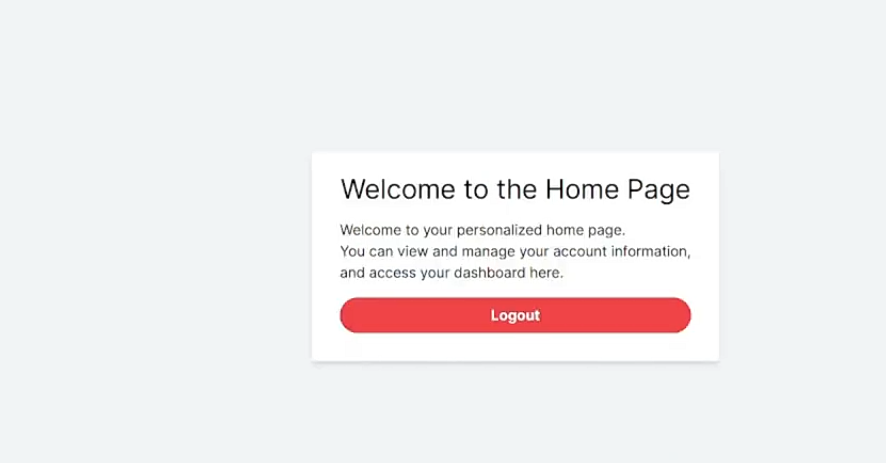 Welcome to the Home Page
Welcome to your personalized home page.
You can view and manage your account information,
and access your dashboard here.
Logout